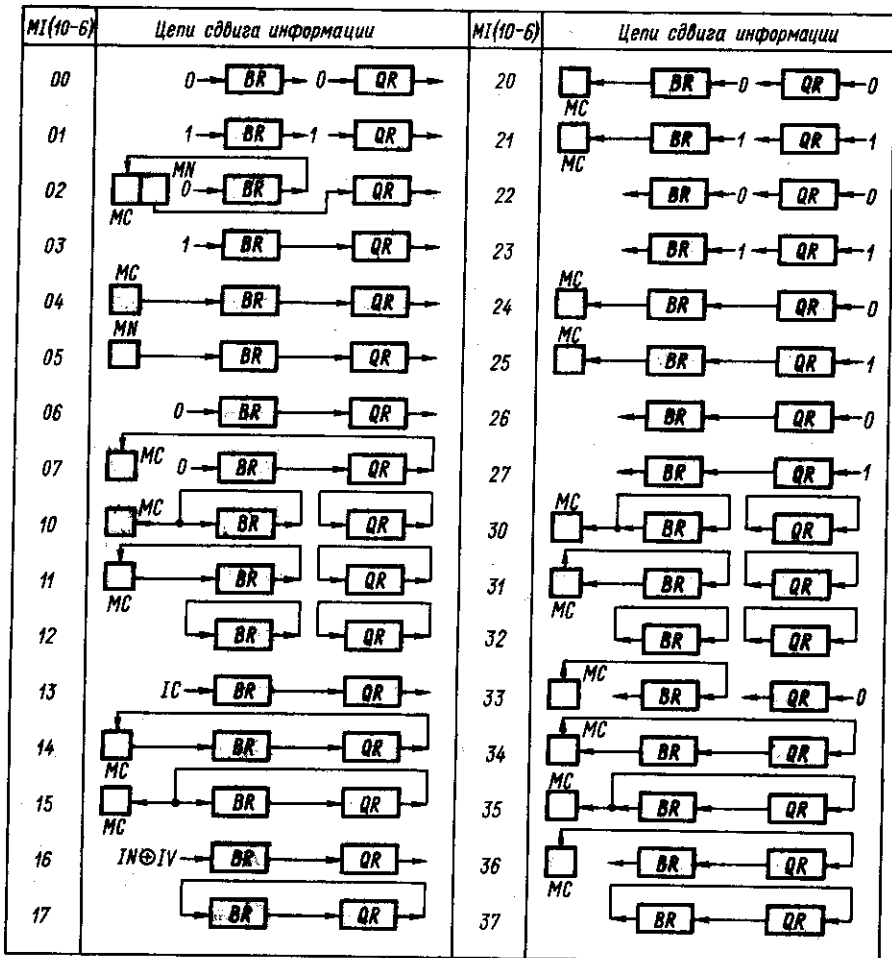 MI(10-6) Цепи сдвига информации
00 0 BR 0 QR
01 1 BR 1 QR
02 MC MN 0 BR QR
03 1 BR QR
04 MC BR QR
05 MN BR QR
06 0 BR QR
07 MC 0 BR QR
10 MC BR QR
11 MC BR QR
12 BR QR
13 IC BR QR
14 MC BR QR
15 MC BR QR
16 IN⊕IV BR QR
17 BR QR
MI(10-6) Цепи сдвига информации
20 MC BR 0 QR 0
21 MC BR 1 QR 1
22 BR 0 QR 0
23 BR 1 QR 1
24 MC BR QR 0
25 MC BR QR 1
26 BR QR 0
27 BR QR 1
30 MC BR QR
31 MC BR QR
32 BR QR
33 MC BR QR 0
34 MC BR QR
35 MC BR QR
36 MC BR QR
37 BR QR